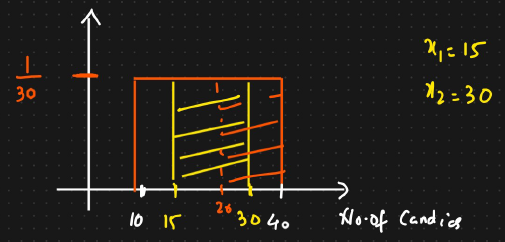 x₁ = 15
1/30
x₂ = 30
10 15 20 30 40 No. of Candies